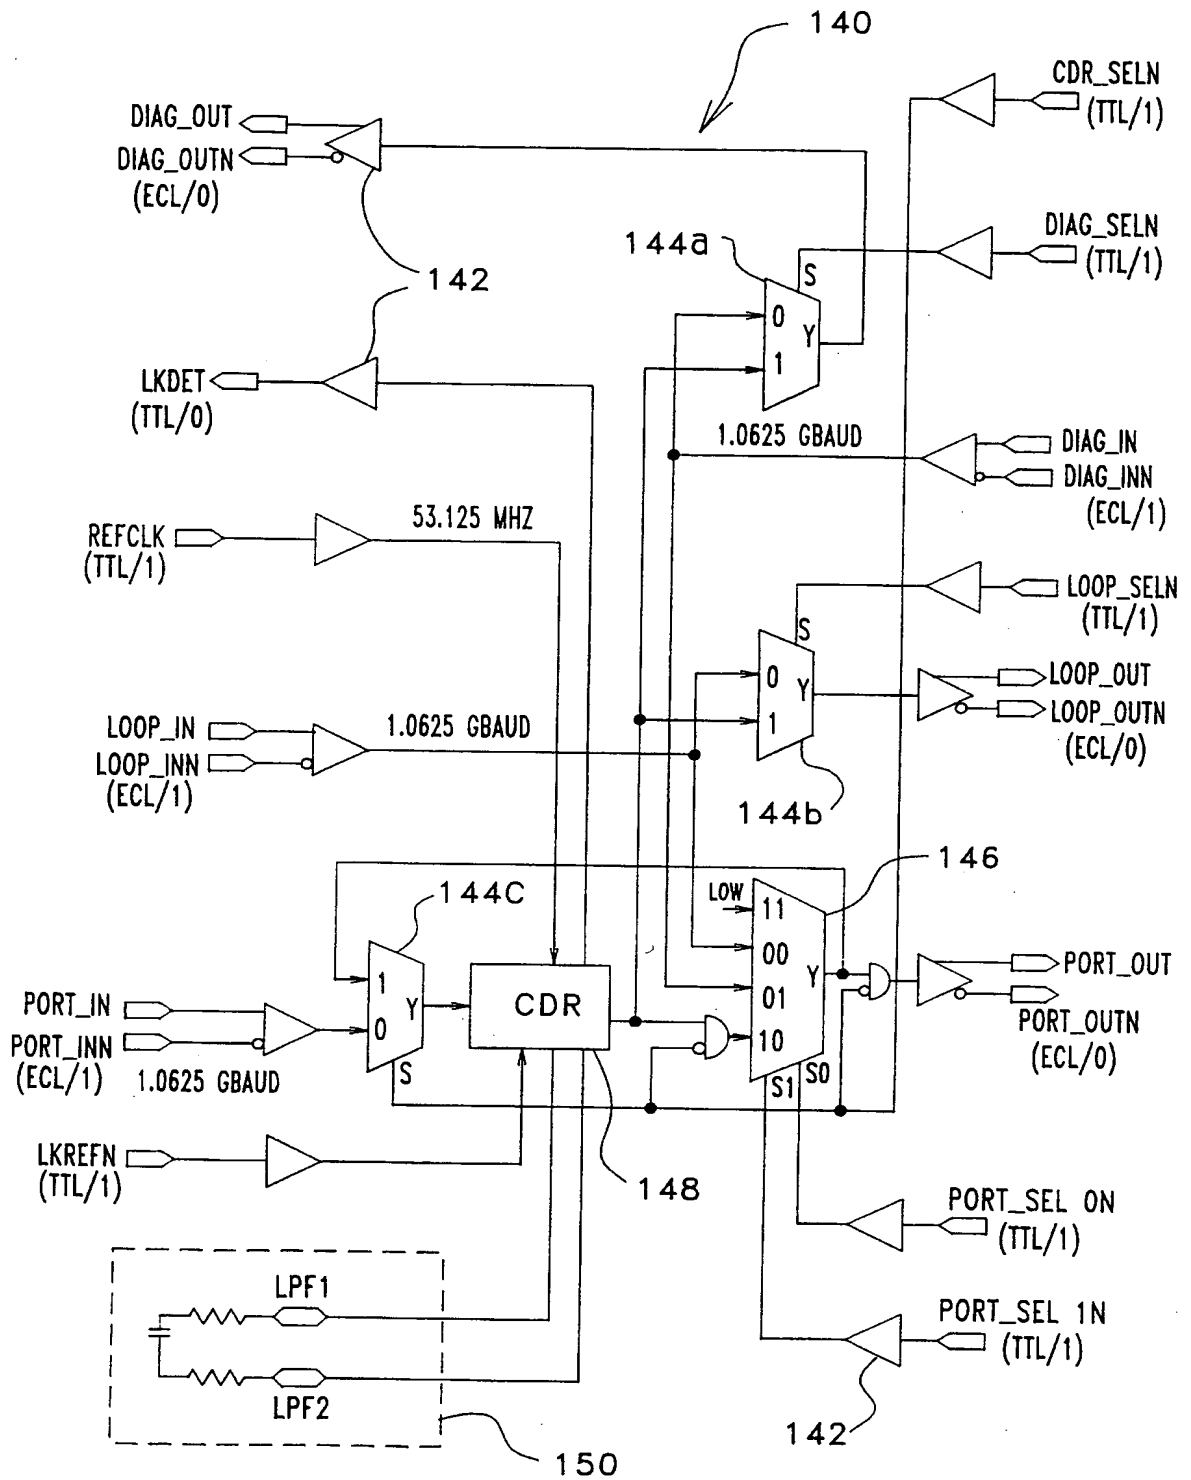 140
CDR_SELN
(TTL/1)
DIAG_OUT
DIAG_OUTN
(ECL/0)
142
144a
DIAG_SELN
(TTL/1)
S
0
Y
1
LKDET
(TTL/0)
1.0625 GBAUD
DIAG_IN
DIAG_INN
(ECL/1)
REFCLK
(TTL/1)
53.125 MHZ
LOOP_SELN
(TTL/1)
S
0
Y
1
LOOP_OUT
LOOP_OUTN
(ECL/0)
LOOP_IN
LOOP_INN
(ECL/1)
1.0625 GBAUD
144b
146
144C
LOW
11
00
Y
01
10
S1
S0
1
Y
0
S
CDR
PORT_OUT
PORT_OUTN
(ECL/0)
PORT_IN
PORT_INN
(ECL/1)
1.0625 GBAUD
LKREFN
(TTL/1)
148
PORT_SEL 0N
(TTL/1)
LPF1
LPF2
PORT_SEL 1N
(TTL/1)
142
150